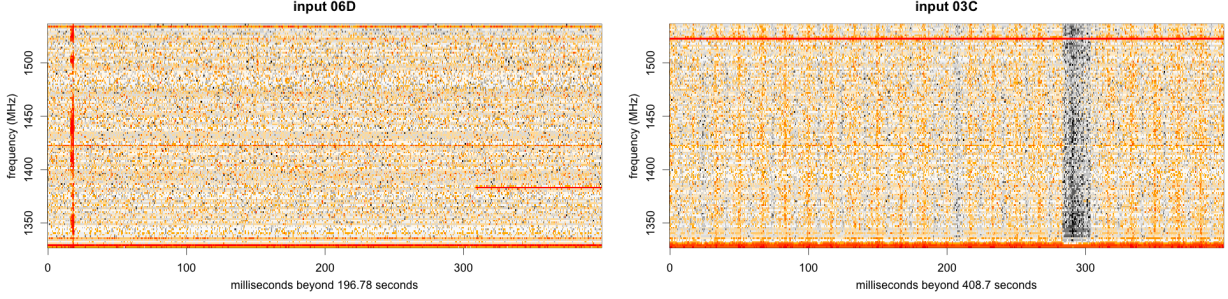 input 06D
frequency (MHz)
1500
1450
1400
1350
0 100 200 300
milliseconds beyond 196.78 seconds
input 03C
frequency (MHz)
1500
1450
1400
1350
0 100 200 300
milliseconds beyond 408.7 seconds